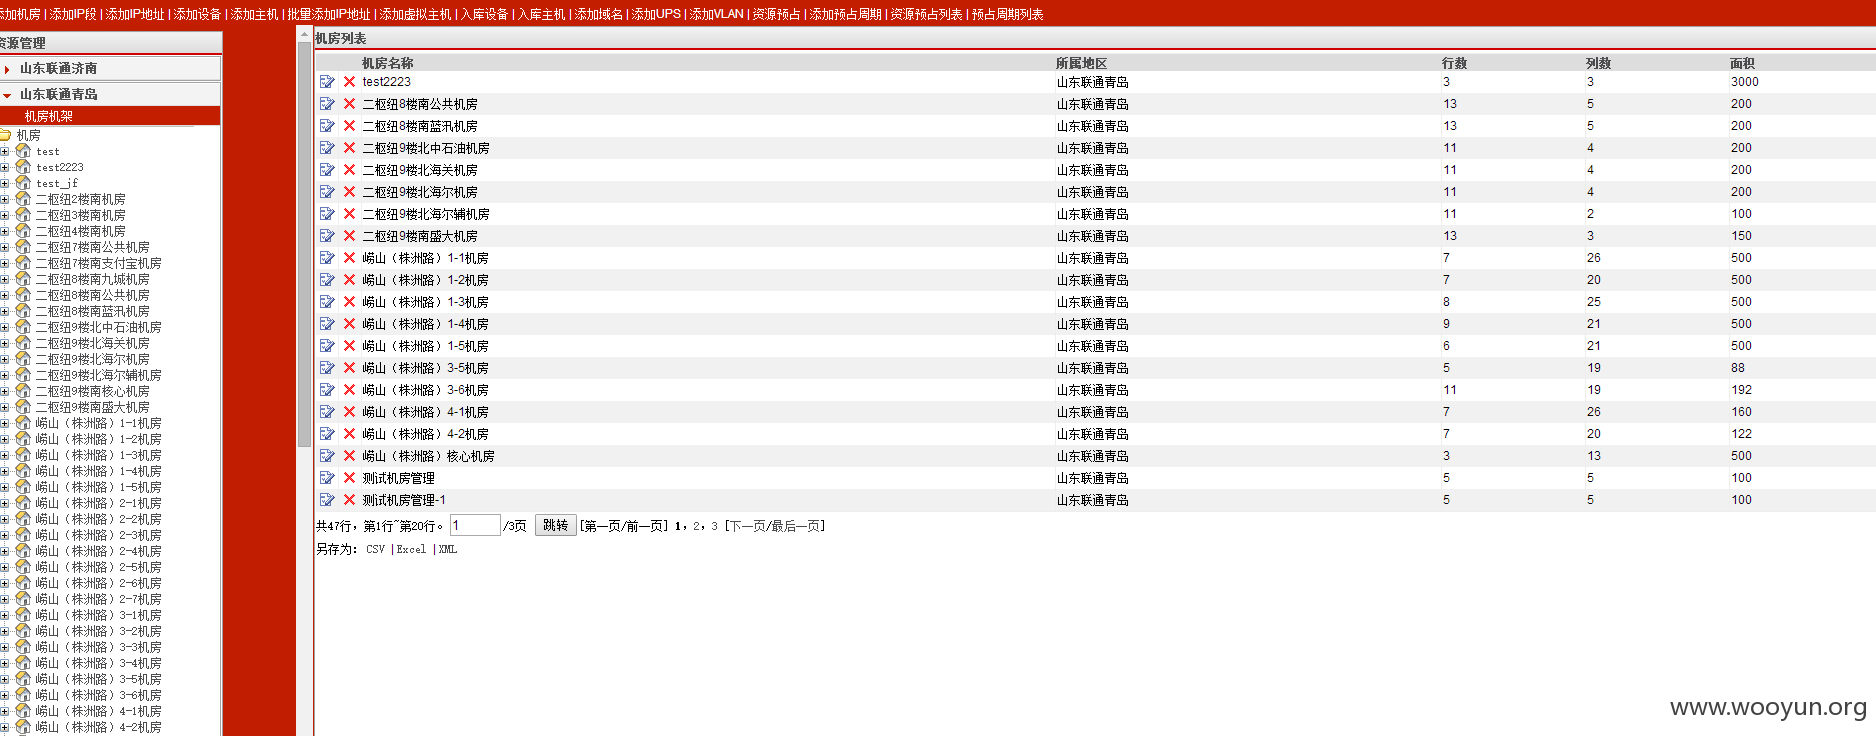 添加机房 | 添加IP段 | 添加IP地址 | 添加设备 | 添加主机 | 批量添加IP地址 | 添加虚拟主机 | 入库设备 | 入库主机 | 添加域名 | 添加UPS | 添加VLAN | 资源预占 | 添加预占周期 | 资源预占列表 | 预占周期列表
资源管理
山东联通济南
山东联通青岛
机房机架
机房
test
test2223
test_jf
二枢纽2楼南机房
二枢纽3楼南机房
二枢纽4楼南机房
二枢纽7楼南公共机房
二枢纽7楼南支付宝机房
二枢纽8楼南九城机房
二枢纽8楼南公共机房
二枢纽8楼南蓝汛机房
二枢纽9楼北中石油机房
二枢纽9楼北海关机房
二枢纽9楼北海尔机房
二枢纽9楼北海尔辅机房
二枢纽9楼南核心机房
二枢纽9楼南盛大机房
崂山（株洲路）1-1机房
崂山（株洲路）1-2机房
崂山（株洲路）1-3机房
崂山（株洲路）1-4机房
崂山（株洲路）1-5机房
崂山（株洲路）2-1机房
崂山（株洲路）2-2机房
崂山（株洲路）2-3机房
崂山（株洲路）2-4机房
崂山（株洲路）2-5机房
崂山（株洲路）2-6机房
崂山（株洲路）2-7机房
崂山（株洲路）3-1机房
崂山（株洲路）3-2机房
崂山（株洲路）3-3机房
崂山（株洲路）3-4机房
崂山（株洲路）3-5机房
崂山（株洲路）3-6机房
崂山（株洲路）4-1机房
崂山（株洲路）4-2机房
机房列表
机房名称 所属地区 行数 列数 面积
test2223 山东联通青岛 3 3 3000
二枢纽8楼南公共机房 山东联通青岛 13 5 200
二枢纽8楼南蓝汛机房 山东联通青岛 13 5 200
二枢纽9楼北中石油机房 山东联通青岛 11 4 200
二枢纽9楼北海关机房 山东联通青岛 11 4 200
二枢纽9楼北海尔机房 山东联通青岛 11 4 200
二枢纽9楼北海尔辅机房 山东联通青岛 11 2 100
二枢纽9楼南盛大机房 山东联通青岛 13 3 150
崂山（株洲路）1-1机房 山东联通青岛 7 26 500
崂山（株洲路）1-2机房 山东联通青岛 7 20 500
崂山（株洲路）1-3机房 山东联通青岛 8 25 500
崂山（株洲路）1-4机房 山东联通青岛 9 21 500
崂山（株洲路）1-5机房 山东联通青岛 6 21 500
崂山（株洲路）3-5机房 山东联通青岛 5 19 88
崂山（株洲路）3-6机房 山东联通青岛 11 19 192
崂山（株洲路）4-1机房 山东联通青岛 7 26 160
崂山（株洲路）4-2机房 山东联通青岛 7 20 122
崂山（株洲路）核心机房 山东联通青岛 3 13 500
测试机房管理 山东联通青岛 5 5 100
测试机房管理-1 山东联通青岛 5 5 100
共47行，第1行~第20行。 1 /3页 跳转 [第一页/前一页] 1, 2, 3 [下一页/最后一页]
另存为: CSV |Excel |XML
www.wooyun.org